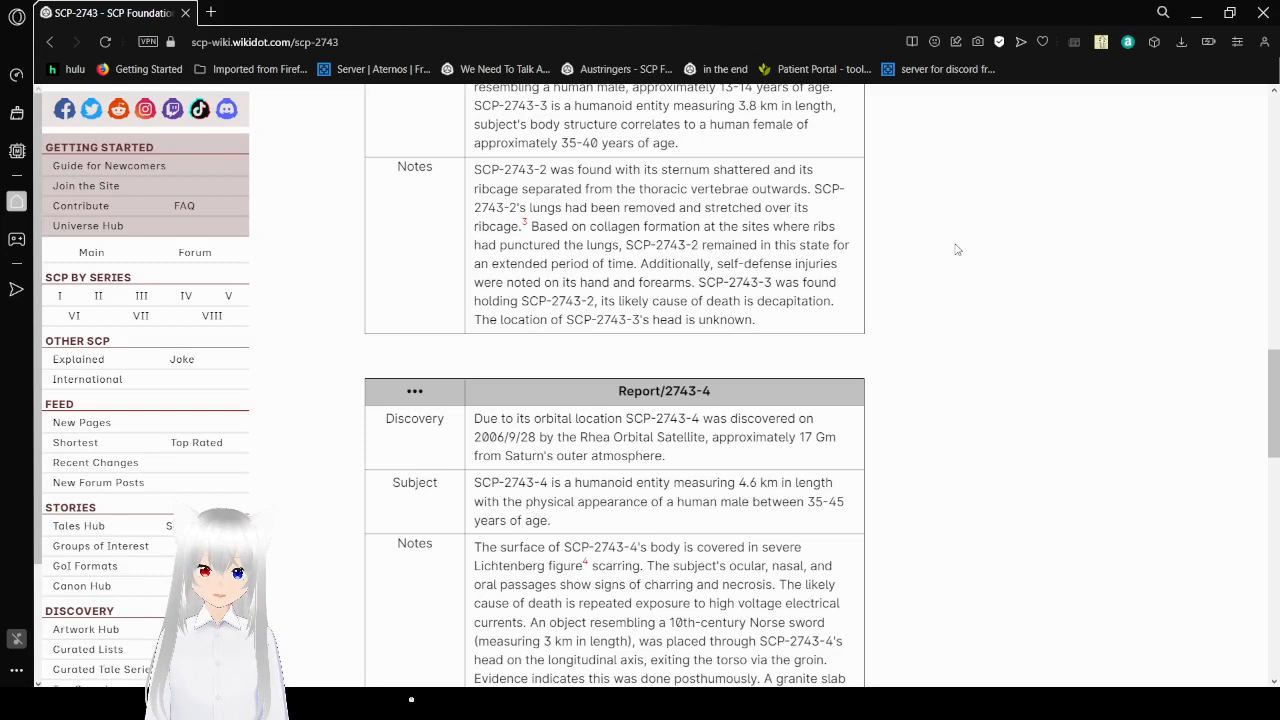 SCP-2743 - SCP Foundatio
VPN
scp-wiki.wikidot.com/scp-2743
hulu
Getting Started
Imported from Firef...
Server | Aternos | Fr...
We Need To Talk A...
Austringers - SCP F...
in the end
Patient Portal - tool...
server for discord fr...
GETTING STARTED
Guide for Newcomers
Join the Site
Contribute FAQ
Universe Hub
Main Forum
SCP BY SERIES
I II III IV V
VI VII VIII
OTHER SCP
Explained Joke
International
FEED
New Pages
Shortest Top Rated
Recent Changes
New Forum Posts
STORIES
Tales Hub S
Groups of Interest
GoI Formats
Canon Hub
DISCOVERY
Artwork Hub
Curated Lists
Curated Tale Serie
resembling a human male, approximately 13-14 years of age.
SCP-2743-3 is a humanoid entity measuring 3.8 km in length,
subject's body structure correlates to a human female of
approximately 35-40 years of age.
Notes
SCP-2743-2 was found with its sternum shattered and its
ribcage separated from the thoracic vertebrae outwards. SCP-
2743-2's lungs had been removed and stretched over its
ribcage.3 Based on collagen formation at the sites where ribs
had punctured the lungs, SCP-2743-2 remained in this state for
an extended period of time. Additionally, self-defense injuries
were noted on its hand and forearms. SCP-2743-3 was found
holding SCP-2743-2, its likely cause of death is decapitation.
The location of SCP-2743-3's head is unknown.
••• Report/2743-4
Discovery
Due to its orbital location SCP-2743-4 was discovered on
2006/9/28 by the Rhea Orbital Satellite, approximately 17 Gm
from Saturn's outer atmosphere.
Subject
SCP-2743-4 is a humanoid entity measuring 4.6 km in length
with the physical appearance of a human male between 35-45
years of age.
Notes
The surface of SCP-2743-4's body is covered in severe
Lichtenberg figure4 scarring. The subject's ocular, nasal, and
oral passages show signs of charring and necrosis. The likely
cause of death is repeated exposure to high voltage electrical
currents. An object resembling a 10th-century Norse sword
(measuring 3 km in length), was placed through SCP-2743-4's
head on the longitudinal axis, exiting the torso via the groin.
Evidence indicates this was done posthumously. A granite slab